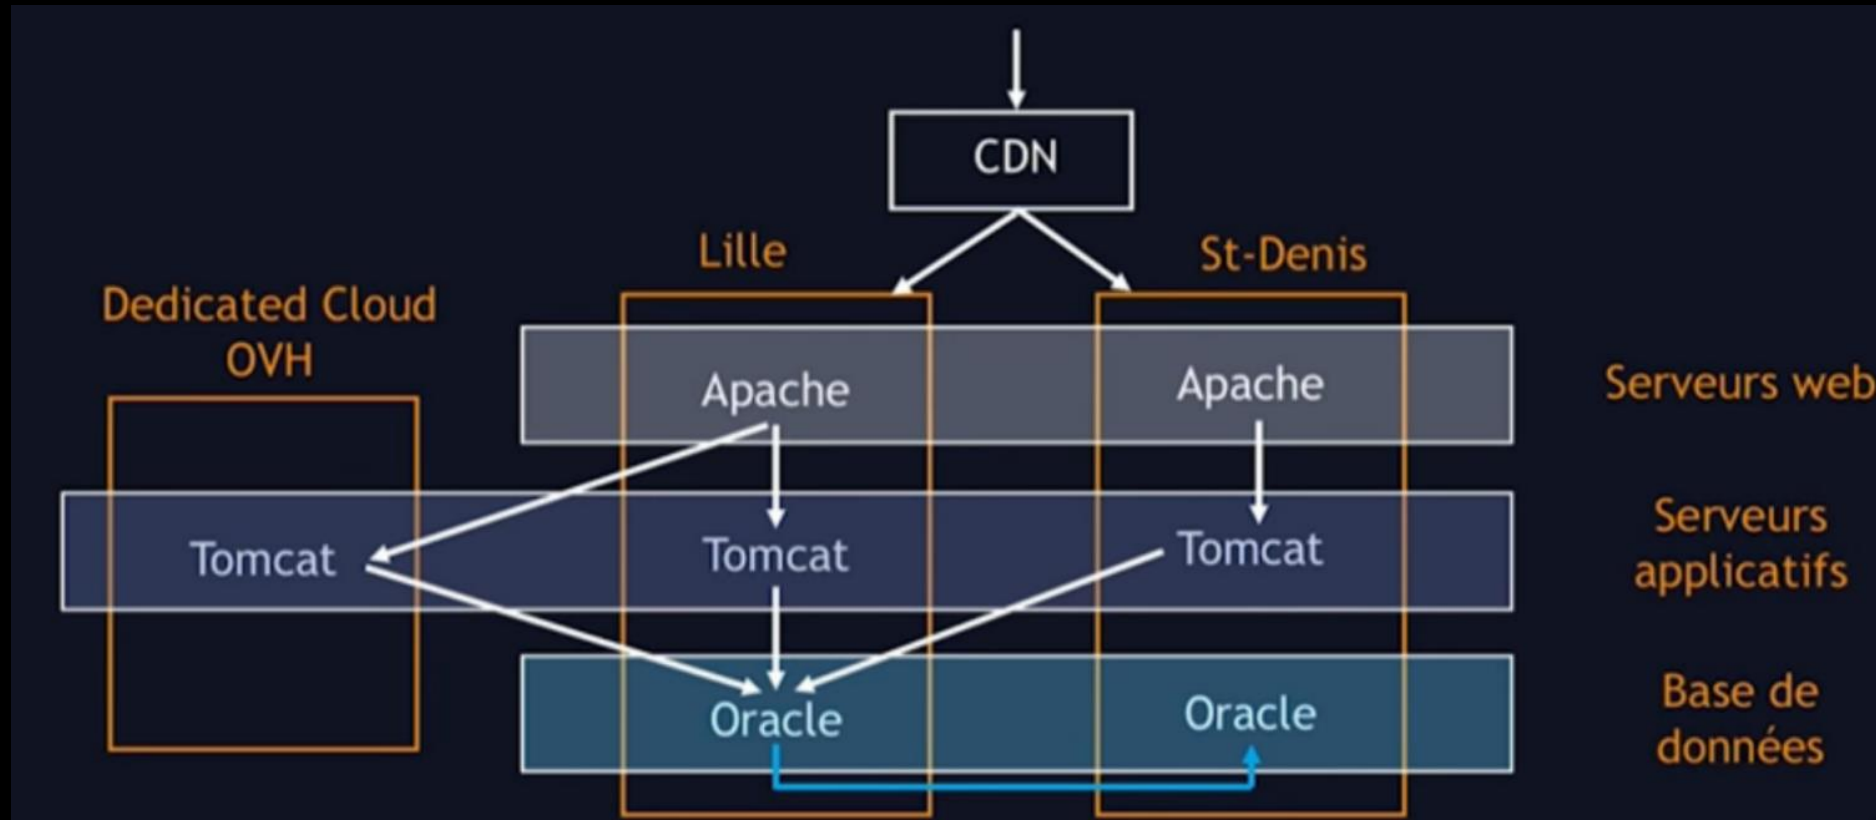 CDN
Lille
St-Denis
Dedicated Cloud
OVH
Apache
Apache
Serveurs web
Tomcat
Tomcat
Tomcat
Serveurs
applicatifs
Oracle
Oracle
Base de
données